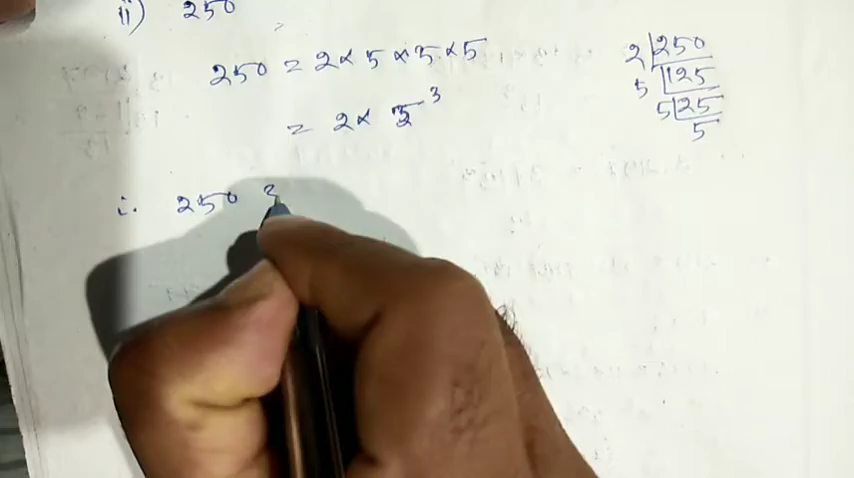 ii) 250
250 = 2 × 5 × 5 × 5
= 2 × 5³
2 | 250
5 | 125
5 | 25
5
∴ 250 =